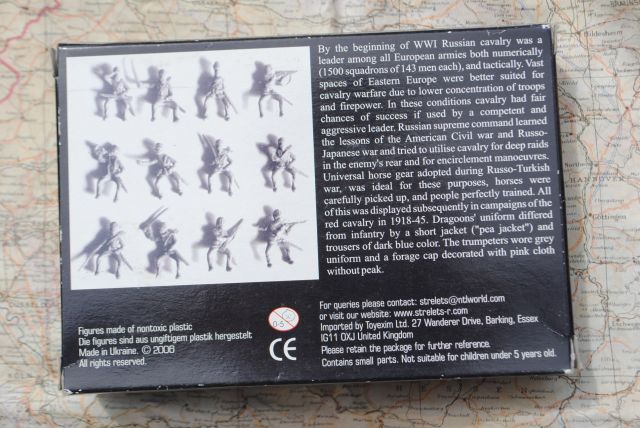 By the beginning of WWI Russian cavalry was a
leader among all European armies both numerically
(1500 squadrons of 143 men each), and tactically. Vast
spaces of Eastern Europe were better suited for
cavalry warfare due to lower concentration of troops
and firepower. In these conditions cavalry had fair
chances of success if used by a competent and
aggressive leader. Russian supreme command learned
the lessons of the American Civil war and Russo-
Japanese war and tried to utilise cavalry for deep raids
in the enemy's rear and for encirclement manoeuvres.
Universal horse gear adopted during Russo-Turkish
war, was ideal for these purposes, horses were
carefully picked up, and people perfectly trained. All
of this was displayed subsequently in campaigns of the
red cavalry in 1918-45. Dragoons' uniform differed
from infantry by a short jacket ("pea jacket") and
trousers of dark blue color. The trumpeters wore grey
uniform and a forage cap decorated with pink cloth
without peak.
Figures made of nontoxic plastic
Die figures sind aus ungiftigem plastik hergestelt
Made in Ukraine. © 2006
All rights reserved.
0-5
CE
For queries please contact: strelets@ntlworld.com
or visit our website: www.strelets-r.com
Imported by Toyexim Ltd. 27 Wanderer Drive, Barking, Essex
IG11 OXJ United Kingdom
Please retain the package for further reference.
Contains small parts. Not suitable for children under 5 years old.
HANNOVER
Hildesheim
Göttingen